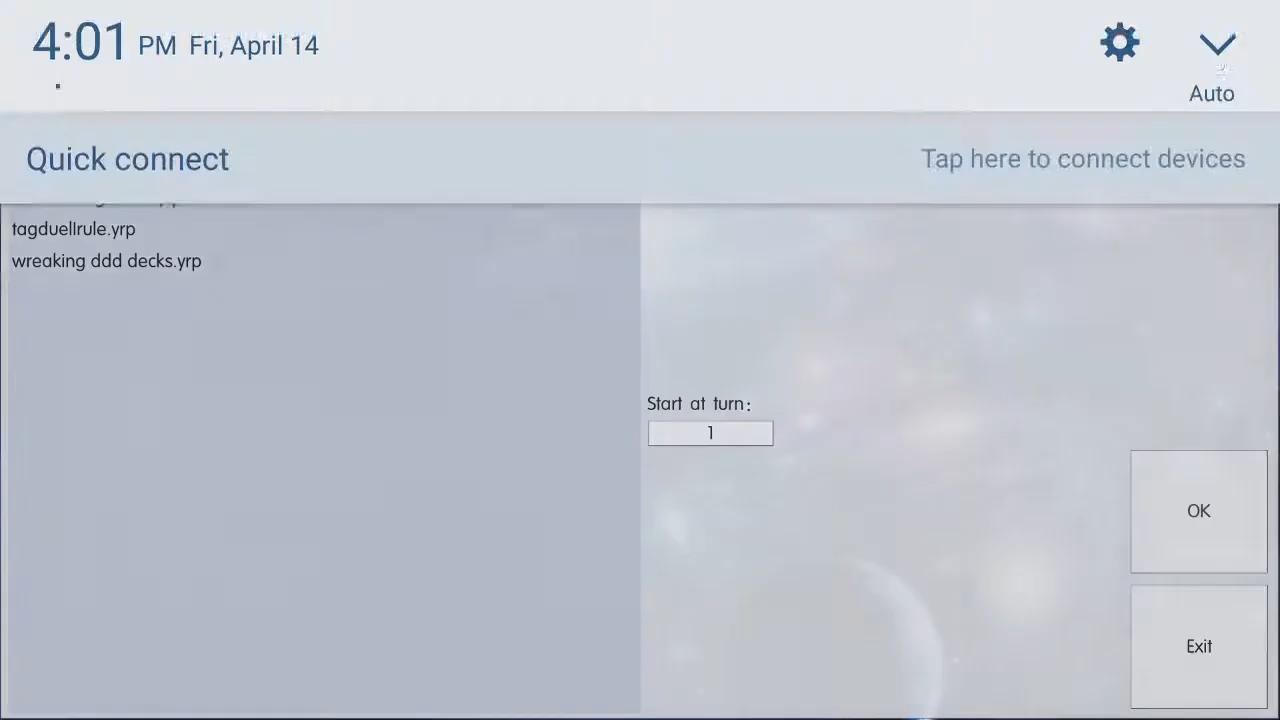 4:01 PM Fri, April 14
Auto
Quick connect
Tap here to connect devices
tagduellrule.yrp
wreaking ddd decks.yrp
Start at turn:
1
OK
Exit